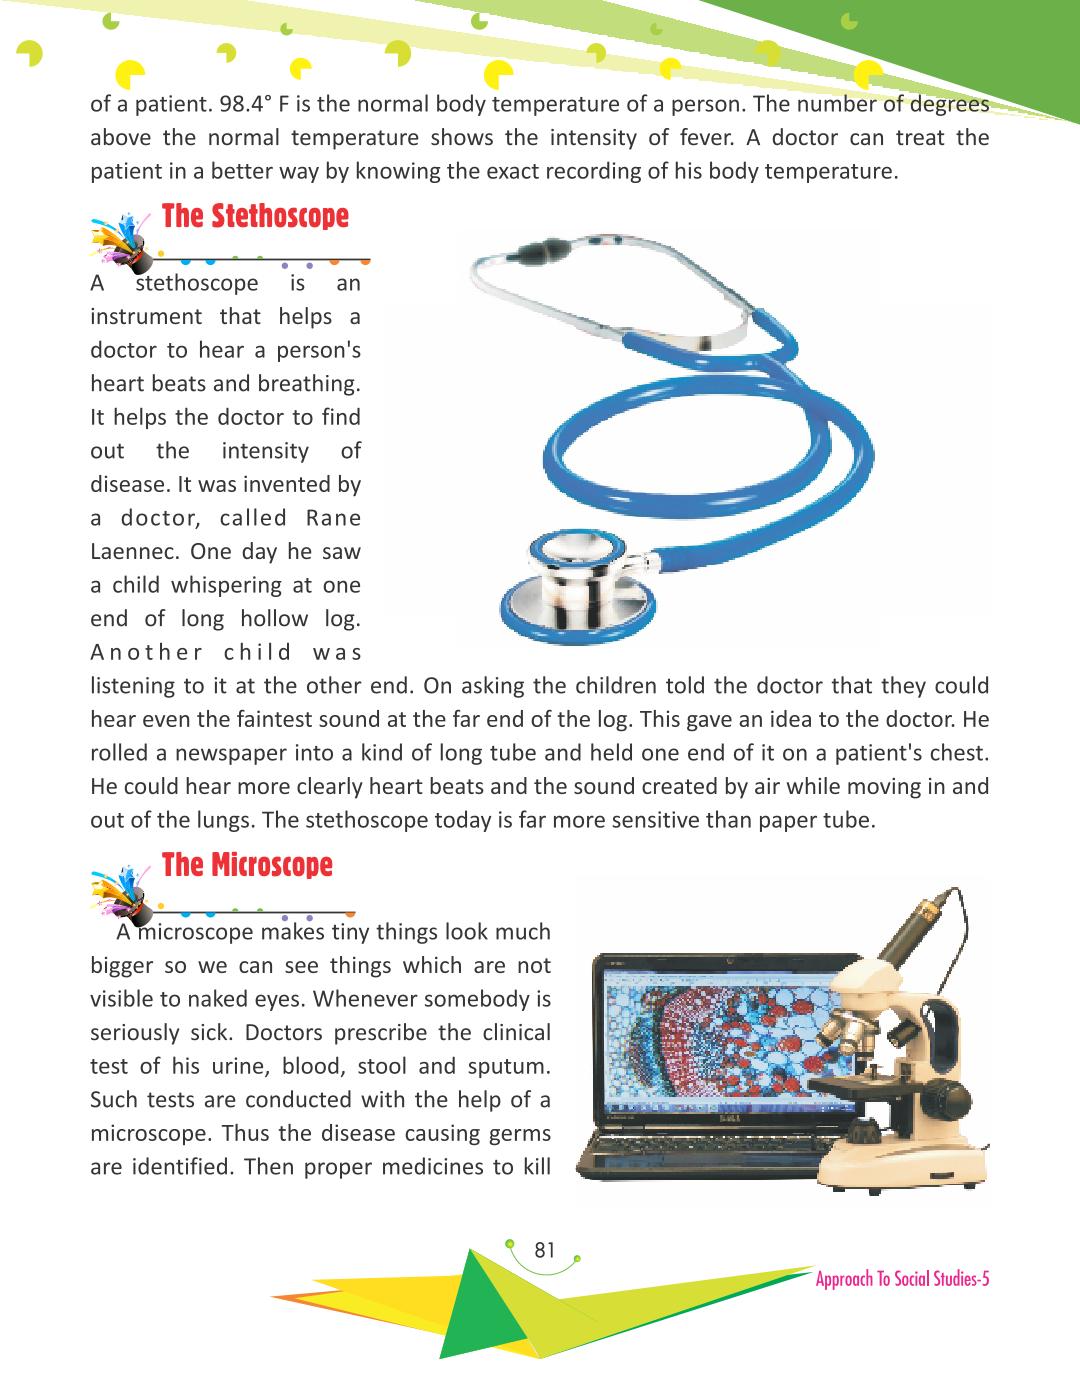 of a patient. 98.4° F is the normal body temperature of a person. The number of degrees
above the normal temperature shows the intensity of fever. A doctor can treat the
patient in a better way by knowing the exact recording of his body temperature.
The Stethoscope
A stethoscope is an
instrument that helps a
doctor to hear a person's
heart beats and breathing.
It helps the doctor to find
out the intensity of
disease. It was invented by
a doctor, called Rane
Laennec. One day he saw
a child whispering at one
end of long hollow log.
Another child was
listening to it at the other end. On asking the children told the doctor that they could
hear even the faintest sound at the far end of the log. This gave an idea to the doctor. He
rolled a newspaper into a kind of long tube and held one end of it on a patient's chest.
He could hear more clearly heart beats and the sound created by air while moving in and
out of the lungs. The stethoscope today is far more sensitive than paper tube.
The Microscope
A microscope makes tiny things look much
bigger so we can see things which are not
visible to naked eyes. Whenever somebody is
seriously sick. Doctors prescribe the clinical
test of his urine, blood, stool and sputum.
Such tests are conducted with the help of a
microscope. Thus the disease causing germs
are identified. Then proper medicines to kill
DELL
81
Approach To Social Studies-5